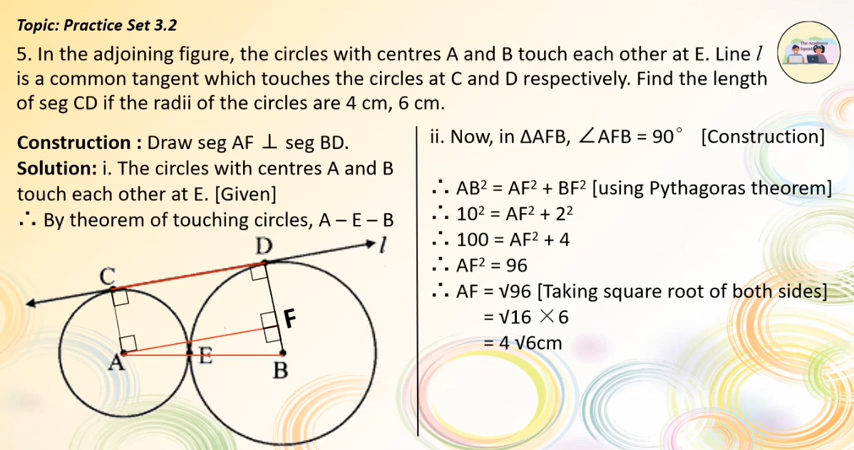 Topic: Practice Set 3.2
5. In the adjoining figure, the circles with centres A and B touch each other at E. Line l
is a common tangent which touches the circles at C and D respectively. Find the length
of seg CD if the radii of the circles are 4 cm, 6 cm.
Construction : Draw seg AF ⊥ seg BD.
Solution: i. The circles with centres A and B
touch each other at E. [Given]
∴ By theorem of touching circles, A – E – B
D
l
C
F
A
E
B
ii. Now, in ΔAFB, ∠AFB = 90° [Construction]
∴ AB² = AF² + BF² [using Pythagoras theorem]
∴ 10² = AF² + 2²
∴ 100 = AF² + 4
∴ AF² = 96
∴ AF = √96 [Taking square root of both sides]
= √16 ×6
= 4 √6cm